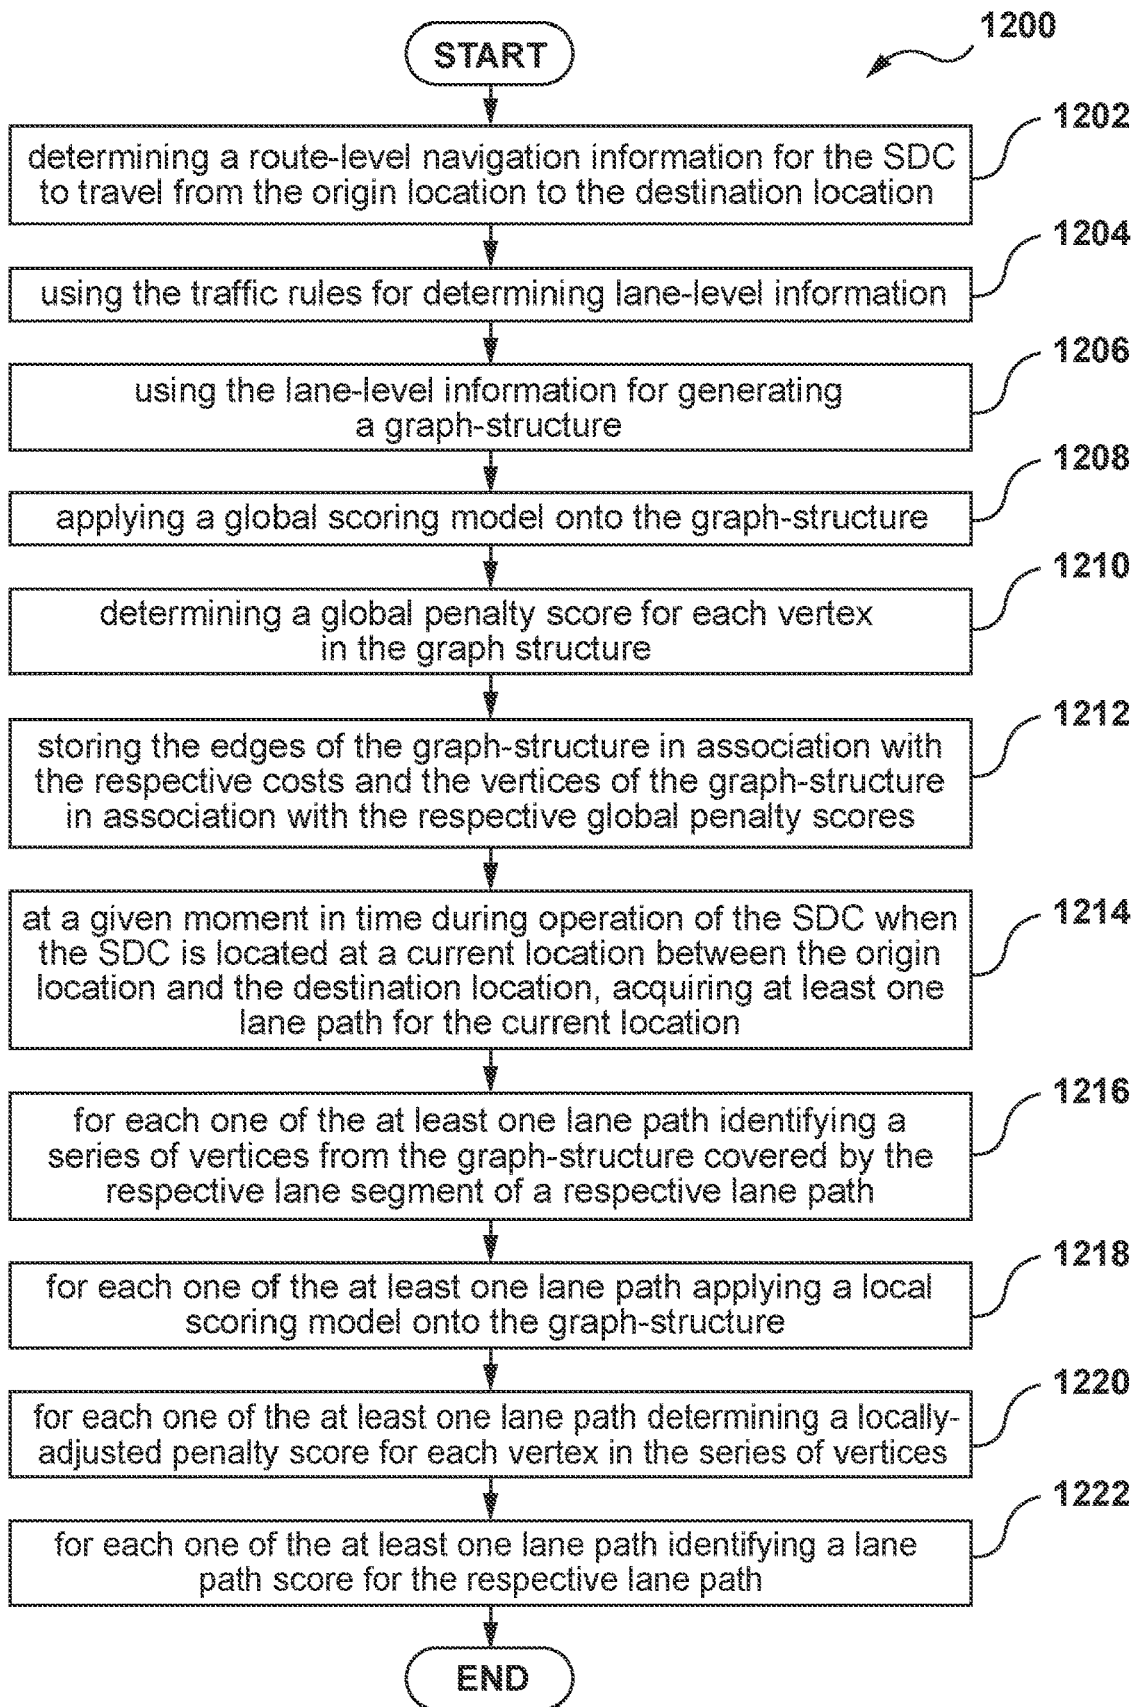 START
1200
1202
determining a route-level navigation information for the SDC
to travel from the origin location to the destination location
1204
using the traffic rules for determining lane-level information
1206
using the lane-level information for generating
a graph-structure
1208
applying a global scoring model onto the graph-structure
1210
determining a global penalty score for each vertex
in the graph structure
1212
storing the edges of the graph-structure in association with
the respective costs and the vertices of the graph-structure
in association with the respective global penalty scores
1214
at a given moment in time during operation of the SDC when
the SDC is located at a current location between the origin
location and the destination location, acquiring at least one
lane path for the current location
1216
for each one of the at least one lane path identifying a
series of vertices from the graph-structure covered by the
respective lane segment of a respective lane path
1218
for each one of the at least one lane path applying a local
scoring model onto the graph-structure
1220
for each one of the at least one lane path determining a locally-
adjusted penalty score for each vertex in the series of vertices
1222
for each one of the at least one lane path identifying a lane
path score for the respective lane path
END